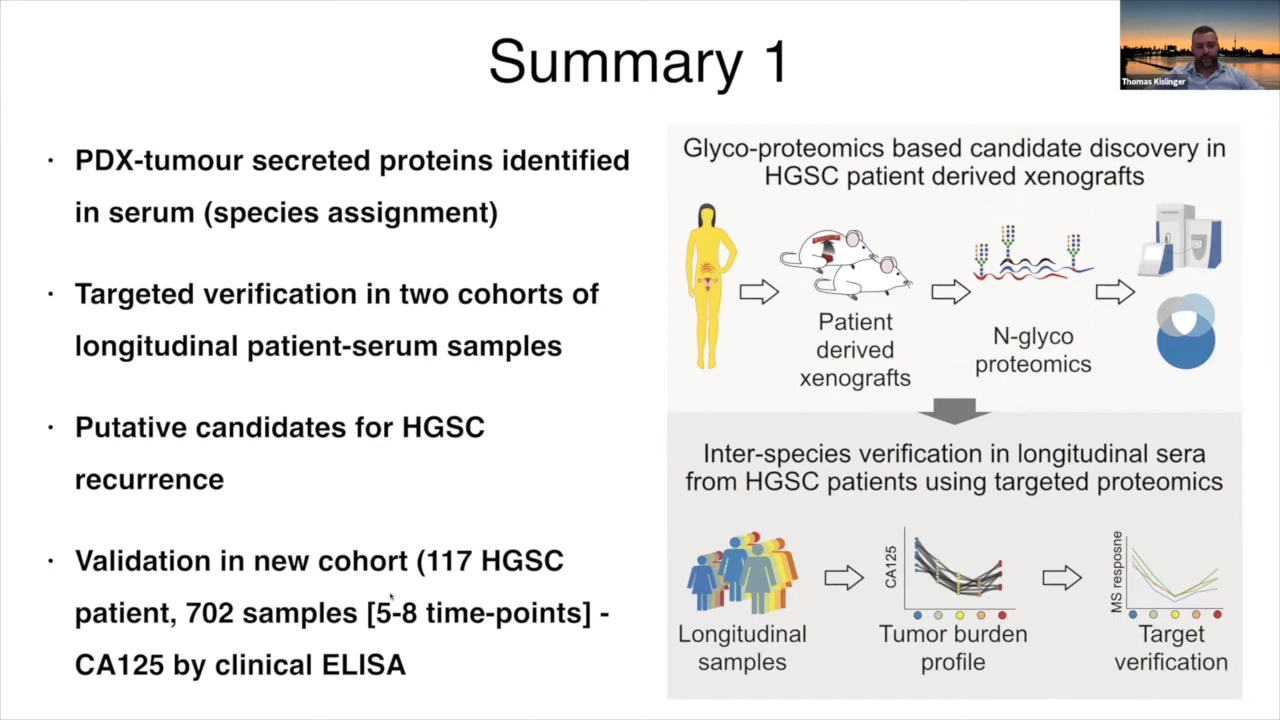 Summary 1
Thomas Kislinger
· PDX-tumour secreted proteins identified
in serum (species assignment)
· Targeted verification in two cohorts of
longitudinal patient-serum samples
· Putative candidates for HGSC
recurrence
· Validation in new cohort (117 HGSC
patient, 702 samples [5-8 time-points] -
CA125 by clinical ELISA
Glyco-proteomics based candidate discovery in
HGSC patient derived xenografts
Patient
derived
xenografts
N-glyco
proteomics
Inter-species verification in longitudinal sera
from HGSC patients using targeted proteomics
Longitudinal
samples
CA125
Tumor burden
profile
MS resposne
Target
verification